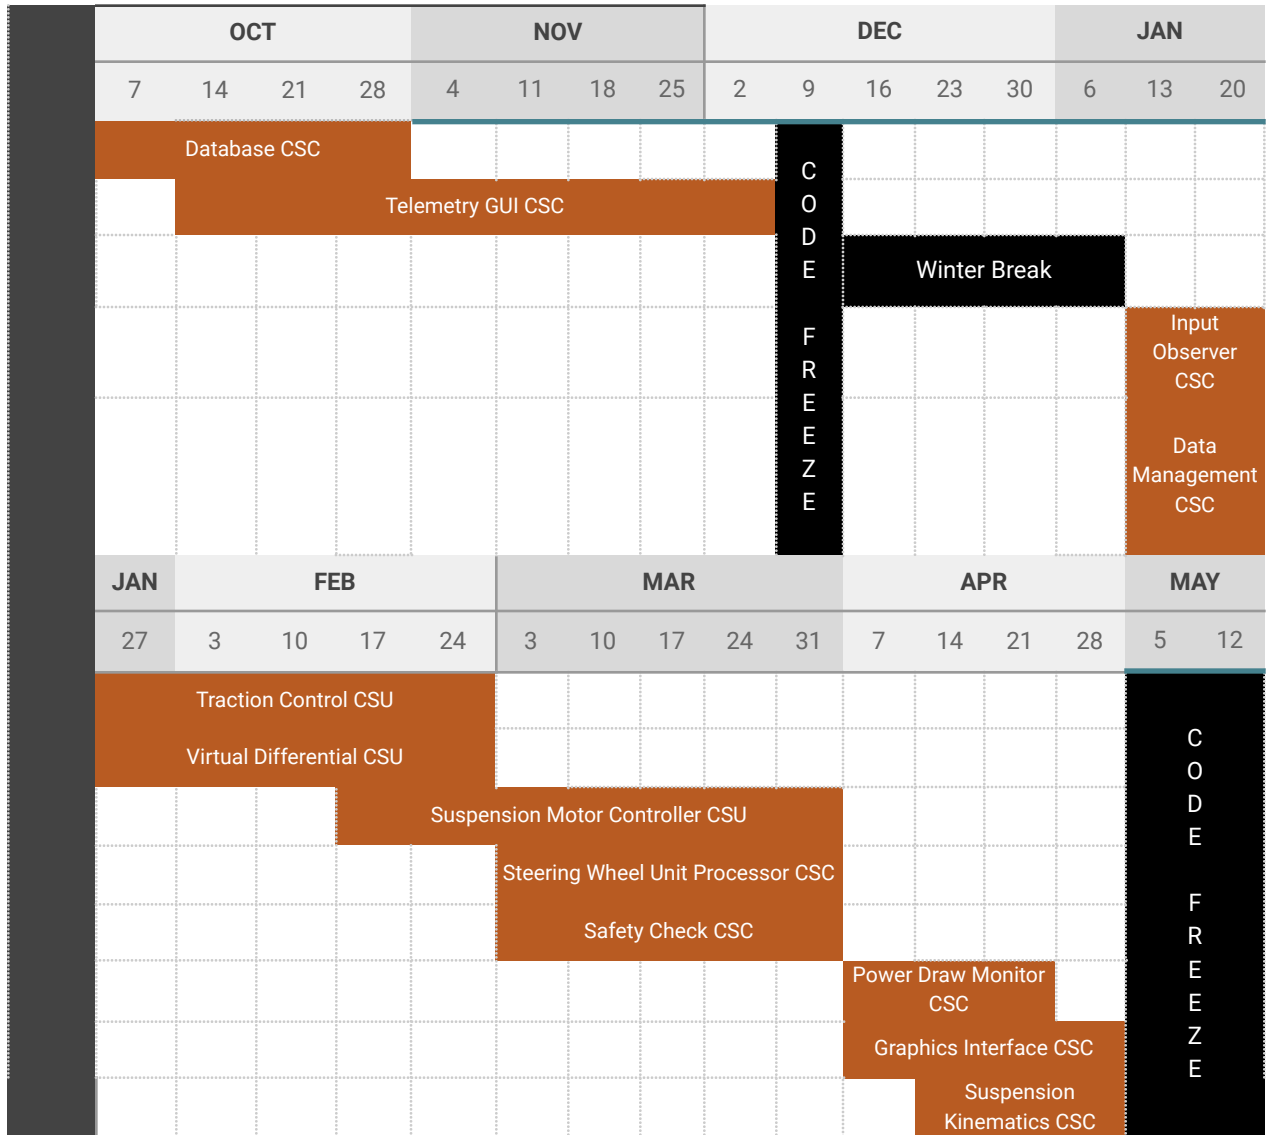 OCT NOV DEC JAN
7 14 21 28 4 11 18 25 2 9 16 23 30 6 13 20
Database CSC
Telemetry GUI CSC
CODE FREEZE
Winter Break
Input
Observer
CSC
Data
Management
CSC
JAN FEB MAR APR MAY
27 3 10 17 24 3 10 17 24 31 7 14 21 28 5 12
Traction Control CSU
Virtual Differential CSU
Suspension Motor Controller CSU
Steering Wheel Unit Processor CSC
Safety Check CSC
Power Draw Monitor
CSC
Graphics Interface CSC
Suspension
Kinematics CSC
CODE FREEZE